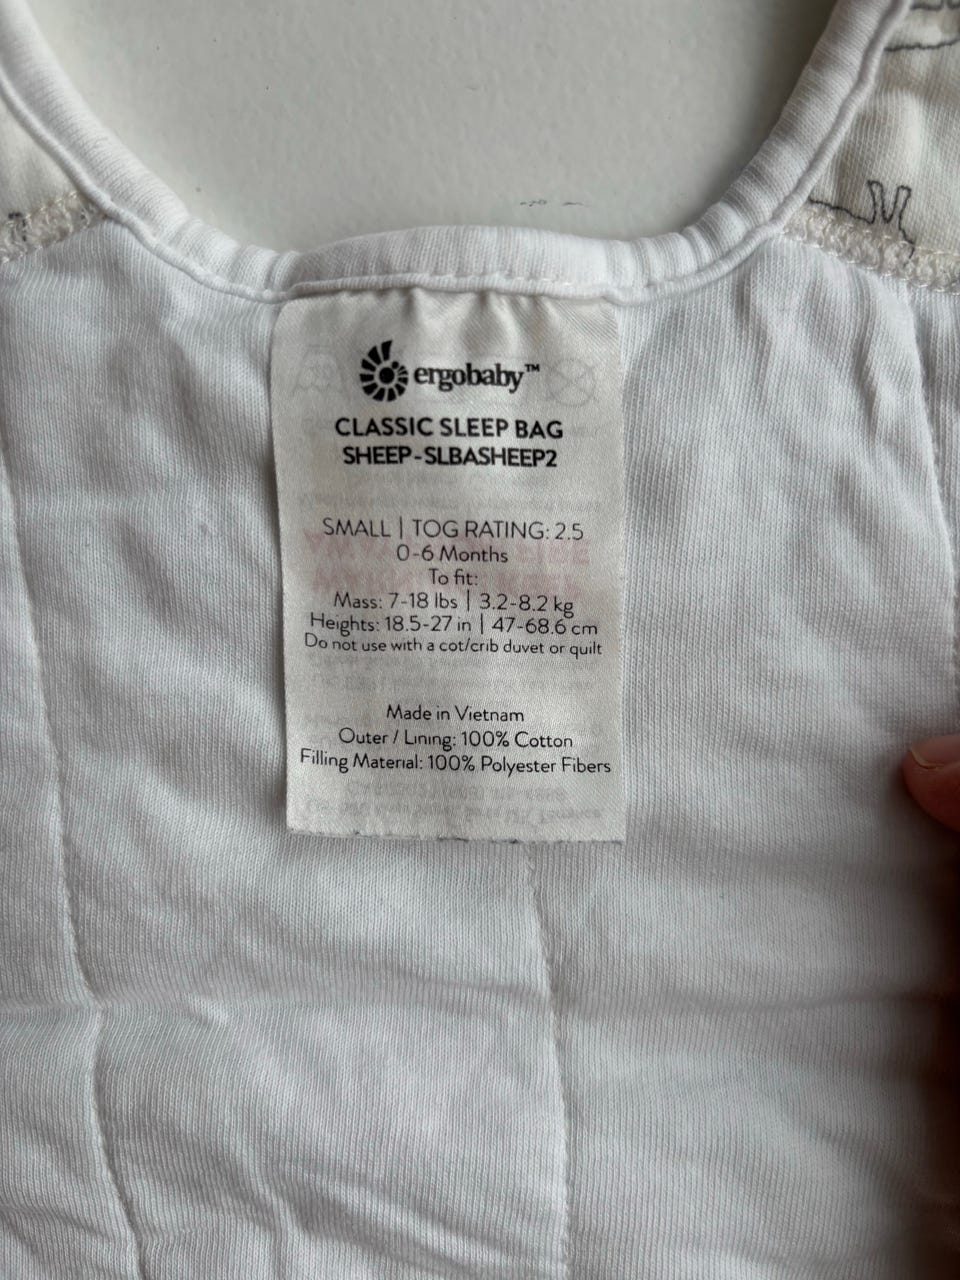 ergobaby™
CLASSIC SLEEP BAG
SHEEP-SLBASHEEP2
SMALL | TOG RATING: 2.5
0-6 Months
To fit:
Mass: 7-18 lbs | 3.2-8.2 kg
Heights: 18.5-27 in | 47-68.6 cm
Do not use with a cot/crib duvet or quilt
Made in Vietnam
Outer / Lining: 100% Cotton
Filling Material: 100% Polyester Fibers